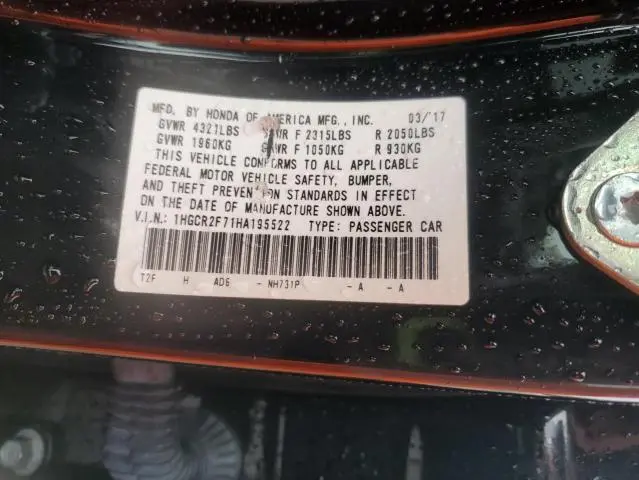 MFD. BY HONDA OF AMERICA MFG., INC. 03/'17
GVWR 4321LBS GAWR F 2315LBS R 2050LBS
GVWR 1960KG GAWR F 1050KG R 930KG
THIS VEHICLE CONFORMS TO ALL APPLICABLE
FEDERAL MOTOR VEHICLE SAFETY, BUMPER,
AND THEFT PREVENTION STANDARDS IN EFFECT
ON THE DATE OF MANUFACTURE SHOWN ABOVE.
V.I.N.: 1HGCR2F71HA195522 TYPE: PASSENGER CAR
T2F H AD6 - NH731P - A - A